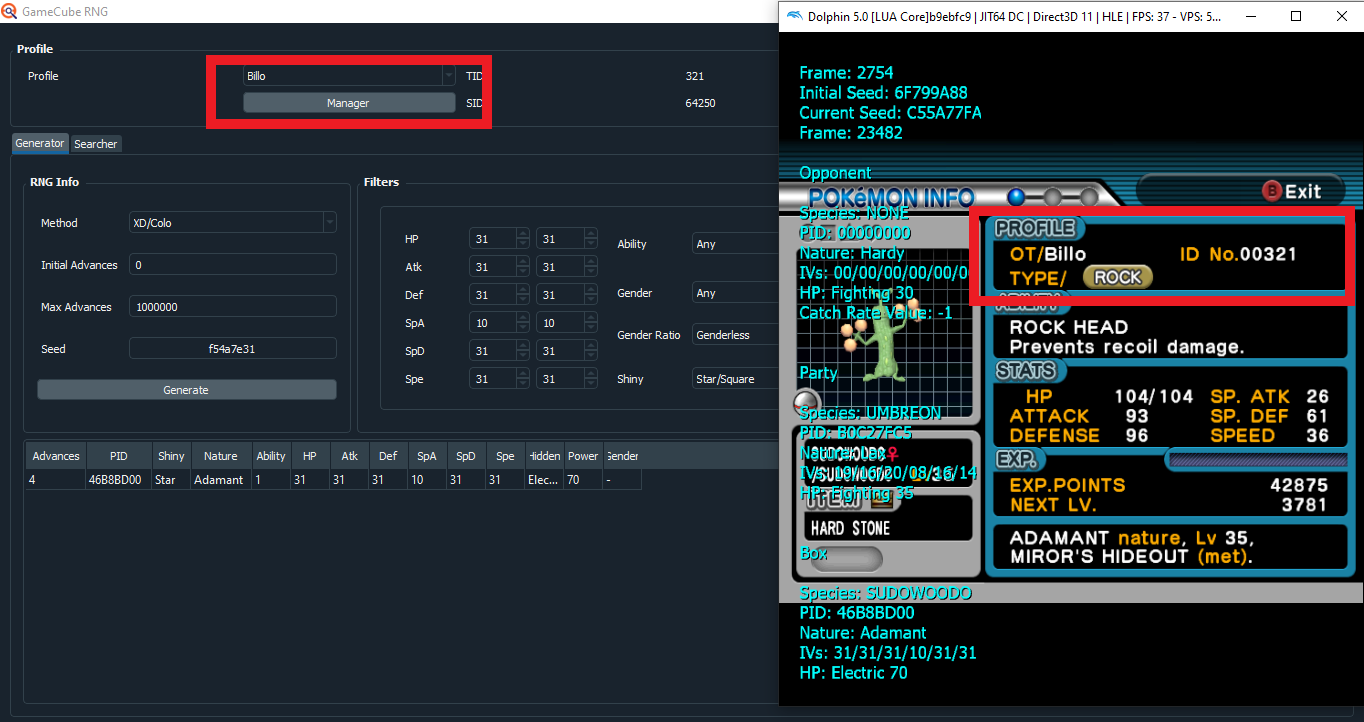 GameCube RNG
Profile
Profile
Billo
TID
321
Manager
SID
64250
Generator
Searcher
RNG Info
Method
XD/Colo
Initial Advances
0
Max Advances
1000000
Seed
f54a7e31
Generate
Filters
HP
31
31
Atk
31
31
Def
31
31
SpA
10
10
SpD
31
31
Spe
31
31
Ability
Any
Gender
Any
Gender Ratio
Genderless
Shiny
Star/Square
Advances PID Shiny Nature Ability HP Atk Def SpA SpD Spe Hidden Power Gender
4 46B8BD00 Star Adamant 1 31 31 31 10 31 31 Elec... 70 -
Dolphin 5.0 [LUA Core]b9ebfc9 | JIT64 DC | Direct3D 11 | HLE | FPS: 37 - VPS: 5...
Frame: 2754
Initial Seed: 6F799A88
Current Seed: C55A77FA
Frame: 23482
Opponent
POKéMON INFO
B Exit
Species: NONE
PID: 00000000
Nature: Hardy
IVs: 00/00/00/00/00/0
HP: Fighting 30
Catch Rate Value: -1
PROFILE
OT/Billo
ID No.00321
TYPE/
ROCK
ABILITY
ROCK HEAD
Prevents recoil damage.
STATS
HP 104/104 SP. ATK 26
ATTACK 93 SP. DEF 61
DEFENSE 96 SPEED 36
EXP.
EXP.POINTS 42875
NEXT LV. 3781
ADAMANT nature, Lv 35,
MIROR'S HIDEOUT (met).
Party
Species: UMBREON
PID: B0C27FC5
SUDOWOODO♀
/SUDOWOODO
HP: Fighting 35
ITEM
HARD STONE
Box
Species: SUDOWOODO
PID: 46B8BD00
Nature: Adamant
IVs: 31/31/31/10/31/31
HP: Electric 70